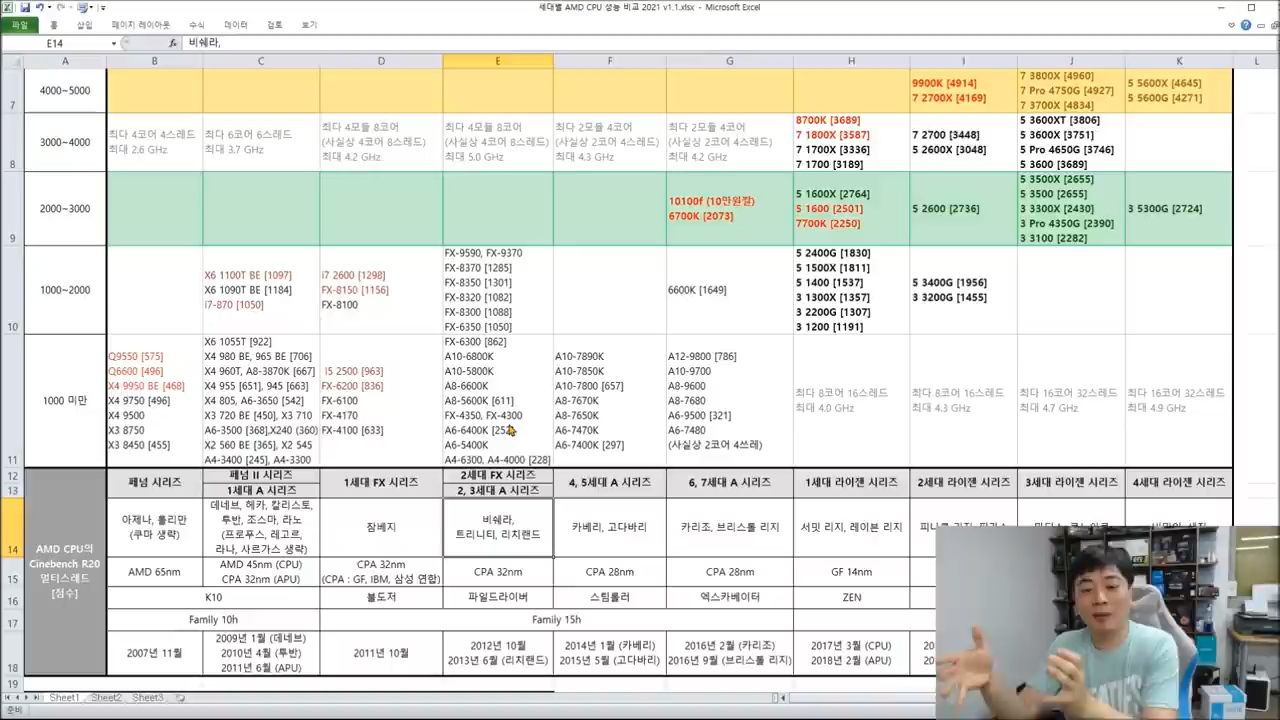 세대별 AMD CPU 성능 비교 2021 v1.1.xlsx - Microsoft Excel
파일 홈 삽입 페이지 레이아웃 수식 데이터 검토 보기
E14 fx 비쉐라,
A B C D E F G H I J K L
7
4000~5000
9900K [4914]
7 2700X [4169]
7 3800X [4960]
7 Pro 4750G [4927]
7 3700X [4834]
5 5600X [4645]
5 5600G [4271]
8
3000~4000
최다 4코어 4스레드
최대 2.6 GHz
최다 6코어 6스레드
최대 3.7 GHz
최다 4모듈 8코어
(사실상 4코어 8스레드)
최대 4.2 GHz
최다 4모듈 8코어
(사실상 4코어 8스레드)
최대 5.0 GHz
최다 2모듈 4코어
(사실상 2코어 4스레드)
최대 4.3 GHz
최다 2모듈 4코어
(사실상 2코어 4스레드)
최대 4.2 GHz
8700K [3689]
7 1800X [3587]
7 1700X [3336]
7 1700 [3189]
7 2700 [3448]
5 2600X [3048]
5 3600XT [3806]
5 3600X [3751]
5 Pro 4650G [3746]
5 3600 [3689]
9
2000~3000
10100f (10만원짤)
6700K [2073]
5 1600X [2764]
5 1600 [2501]
7700K [2250]
5 2600 [2736]
5 3500X [2655]
5 3500 [2655]
3 3300X [2430]
3 Pro 4350G [2390]
3 3100 [2282]
3 5300G [2724]
10
1000~2000
X6 1100T BE [1097]
X6 1090T BE [1184]
i7-870 [1050]
i7 2600 [1298]
FX-8150 [1156]
FX-8100
FX-9590, FX-9370
FX-8370 [1285]
FX-8350 [1301]
FX-8320 [1082]
FX-8300 [1088]
FX-6350 [1050]
6600K [1649]
5 2400G [1830]
5 1500X [1811]
5 1400 [1537]
3 1300X [1357]
3 2200G [1307]
3 1200 [1191]
5 3400G [1956]
3 3200G [1455]
11
1000 미만
Q9550 [575]
Q6600 [496]
X4 9950 BE [468]
X4 9750 [496]
X4 9500
X3 8750
X3 8450 [455]
X6 1055T [922]
X4 980 BE, 965 BE [706]
X4 960T, A8-3870K [667]
X4 955 [651], 945 [663]
X4 805, A6-3650 [542]
X3 720 BE [450], X3 710
A6-3500 [368],X240 (360)
X2 560 BE [365], X2 545
A4-3400 [245], A4-3300
I5 2500 [963]
FX-6200 [836]
FX-6100
FX-4170
FX-4100 [633]
FX-6300 [862]
A10-6800K
A10-5800K
A8-6600K
A8-5600K [611]
FX-4350, FX-4300
A6-6400K
A6-5400K
A4-6300, A4-4000 [228]
A10-7890K
A10-7850K
A10-7800 [657]
A8-7670K
A8-7650K
A6-7470K
A6-7400K [297]
A12-9800 [786]
A10-9700
A8-9600
A8-7680
A6-9500 [321]
A6-7480
(사실상 2코어 4쓰레)
최다 8코어 16스레드
최대 4.0 GHz
최다 8코어 16스레드
최대 4.3 GHz
최다 16코어 32스레드
최대 4.7 GHz
최다 16코어 32스레드
최대 4.9 GHz
12
13
페넘 시리즈
페넘 II 시리즈
1세대 A 시리즈
1세대 FX 시리즈
2세대 FX 시리즈
2, 3세대 A 시리즈
4, 5세대 A 시리즈
6, 7세대 A 시리즈
1세대 라이젠 시리즈
2세대 라이젠 시리즈
3세대 라이젠 시리즈
4세대 라이젠 시리즈
14
AMD CPU의
Cinebench R20
멀티스레드
[점수]
아제나, 톨리만
(쿠마 생략)
데네브, 헤카, 칼리스토,
투반, 조스마, 라노
(프로푸스, 레고르,
라나, 사르가스 생략)
잠베지
비쉐라,
트리니티, 리치랜드
카베리, 고다바리
카리조, 브리스톨 리지
서밋 리지, 레이븐 리지
15
AMD 65nm
AMD 45nm (CPU)
CPA 32nm (APU)
CPA 32nm
(CPA : GF, IBM, 삼성 연합)
CPA 32nm
CPA 28nm
CPA 28nm
GF 14nm
16
K10
불도저
파일드라이버
스팀롤러
엑스카베이터
ZEN
17
Family 10h
Family 15h
18
2007년 11월
2009년 1월 (데네브)
2010년 4월 (투반)
2011년 6월 (APU)
2011년 10월
2012년 10월
2013년 6월 (리치랜드)
2014년 1월 (카베리)
2015년 5월 (고다바리)
2016년 2월 (카리조)
2016년 9월 (브리스톨 리지)
2017년 3월 (CPU)
2018년 2월 (APU)
19
Sheet1 Sheet2 Sheet3
준비